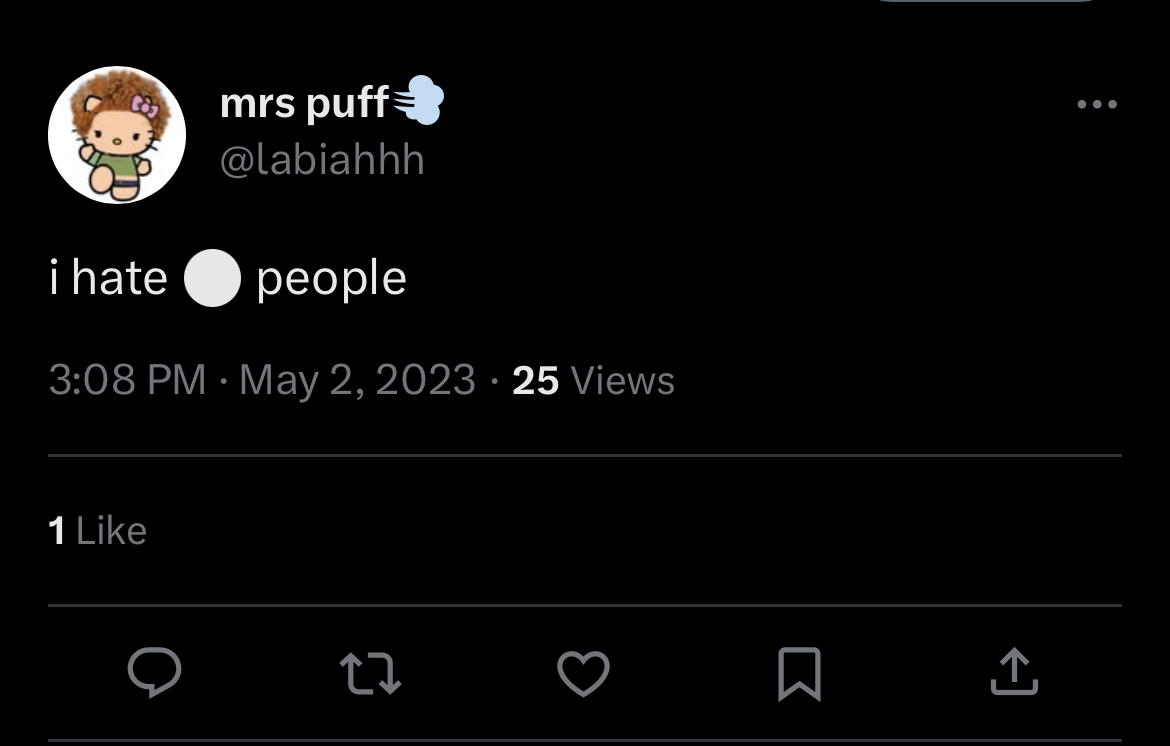 mrs puff💨
@labiahhh
i hate ⚪ people
3:08 PM · May 2, 2023 · 25 Views
1 Like